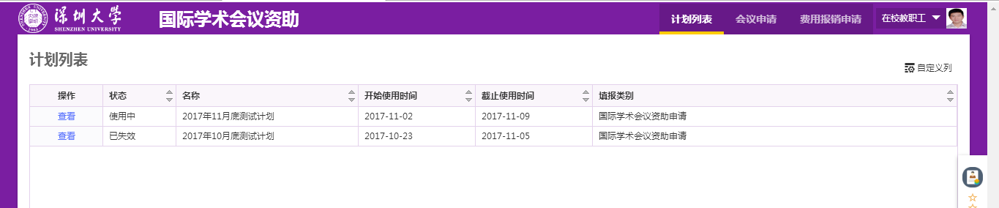 深圳大学
SHENZHEN UNIVERSITY
国际学术会议资助
计划列表 会议申请 费用报销申请 在校教职工
计划列表
自定义列
操作 状态 名称 开始使用时间 截止使用时间 填报类别
查看 使用中 2017年11月底测试计划 2017-11-02 2017-11-09 国际学术会议资助申请
查看 已失效 2017年10月底测试计划 2017-10-23 2017-11-05 国际学术会议资助申请